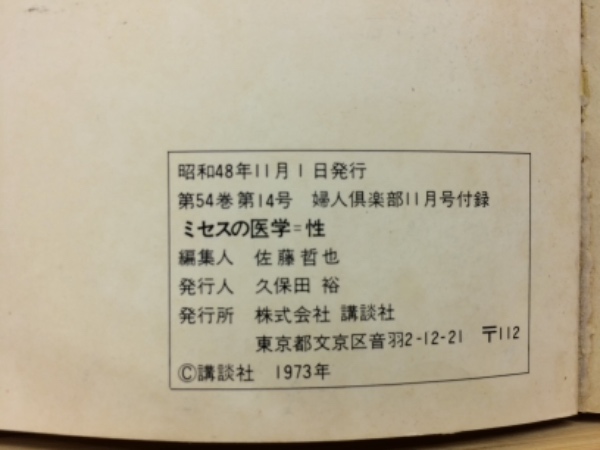 昭和48年11月1日発行
第54巻第14号 婦人倶楽部11月号付録
ミセスの医学=性
編集人 佐藤哲也
発行人 久保田 裕
発行所 株式会社 講談社
東京都文京区音羽2-12-21 〒112
©講談社 1973年